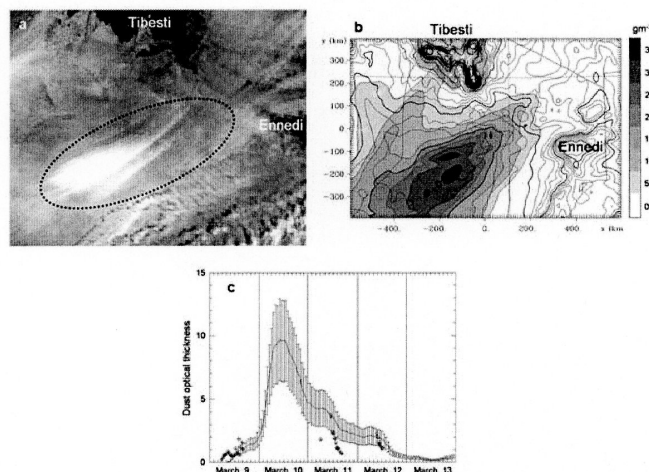 a
Tibesti
Ennedi
b
Tibesti
y (km)
400
300
200
100
0
-100
-200
-300
Ennedi
-400
-200
0.
200
400
x (km)
c
Dust optical thickness
15
10
5
0
March, 9
March, 10
March, 11
March, 12
March, 13